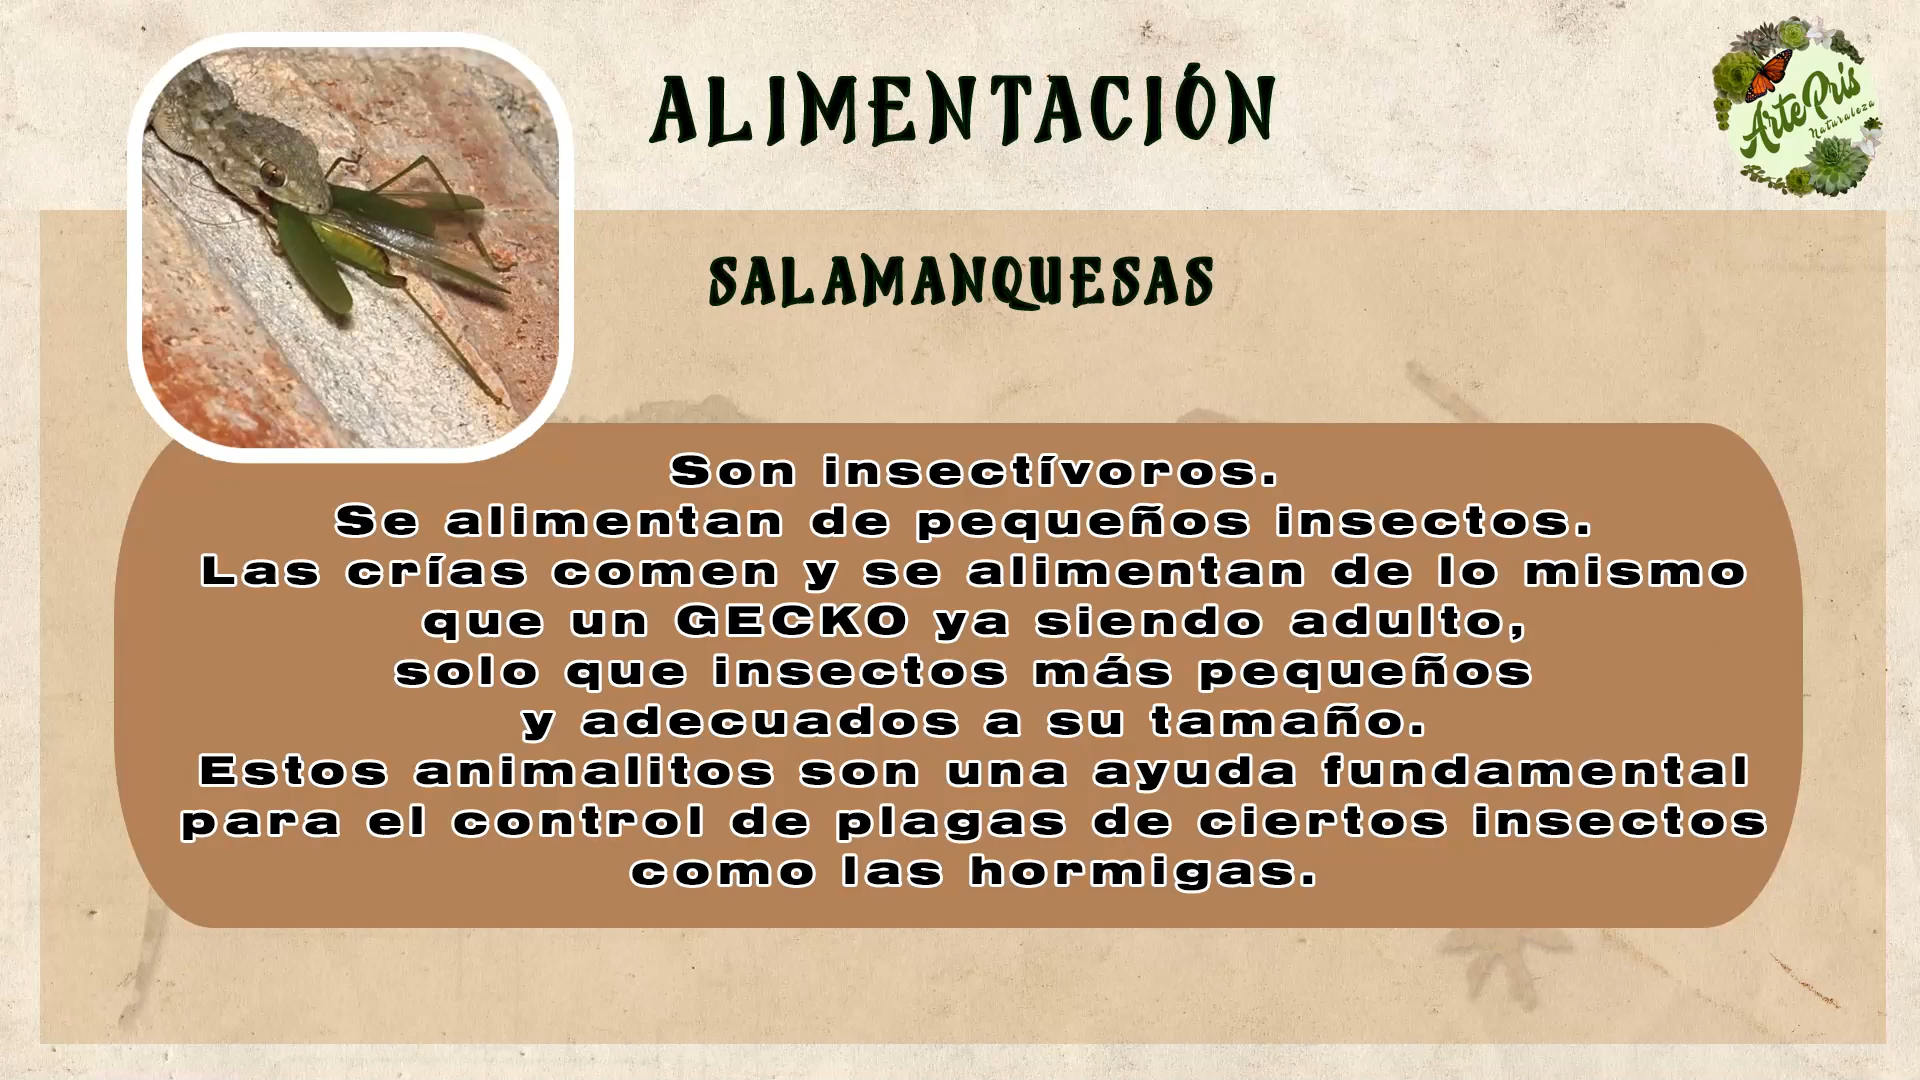 ALIMENTACIÓN
ArtePris
Naturaleza
SALAMANQUESAS
Son insectívoros.
Se alimentan de pequeños insectos.
Las crías comen y se alimentan de lo mismo
que un GECKO ya siendo adulto,
solo que insectos más pequeños
y adecuados a su tamaño.
Estos animalitos son una ayuda fundamental
para el control de plagas de ciertos insectos
como las hormigas.